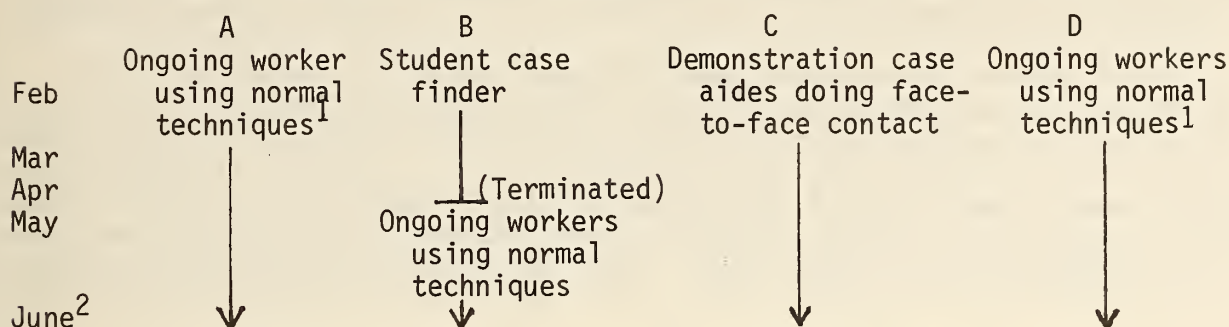 A B C D
Ongoing worker Student case Demonstration case Ongoing workers
Feb using normal finder aides doing face- using normal
techniques1 to-face contact techniques1
Mar
Apr (Terminated)
May Ongoing workers
using normal
techniques
June2